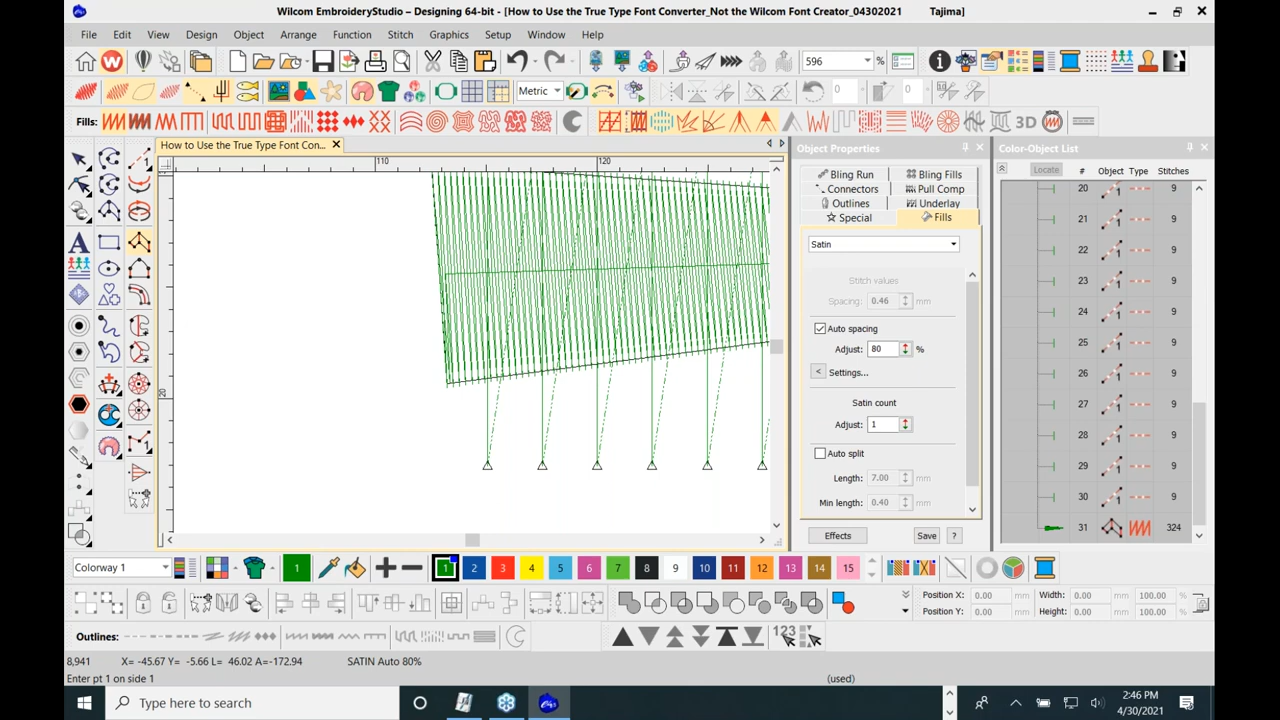 Wilcom EmbroideryStudio – Designing 64-bit - [How to Use the True Type Font Converter_Not the Wilcom Font Creator_04302021 Tajima]
File Edit View Design Object Arrange Function Stitch Graphics Setup Window Help
596 %
Metric 0 0
Fills: 3D
How to Use the True Type Font Con...
110 120
20
Object Properties
Bling Run Bling Fills
Connectors Pull Comp
Outlines Underlay
Special Fills
Satin
Stitch values
Spacing: 0.46 mm
Auto spacing
Adjust: 80 %
< Settings...
Satin count
Adjust: 1
Auto split
Length: 7.00 mm
Min length: 0.40 mm
Effects Save ?
Color-Object List
Locate # Object Type Stitches
20 9
21 9
22 9
23 9
24 9
25 9
26 9
27 9
28 9
29 9
30 9
31 324
Colorway 1 1 1 2 3 4 5 6 7 8 9 10 11 12 13 14 15
Position X: 0.00 mm Width: 0.00 mm 100.00 %
Position Y: 0.00 mm Height: 0.00 mm 100.00 %
Outlines: 123
8,941 X= -45.67 Y= -5.66 L= 46.02 A=-172.94 SATIN Auto 80%
Enter pt 1 on side 1 (used)
Type here to search
2:46 PM
4/30/2021